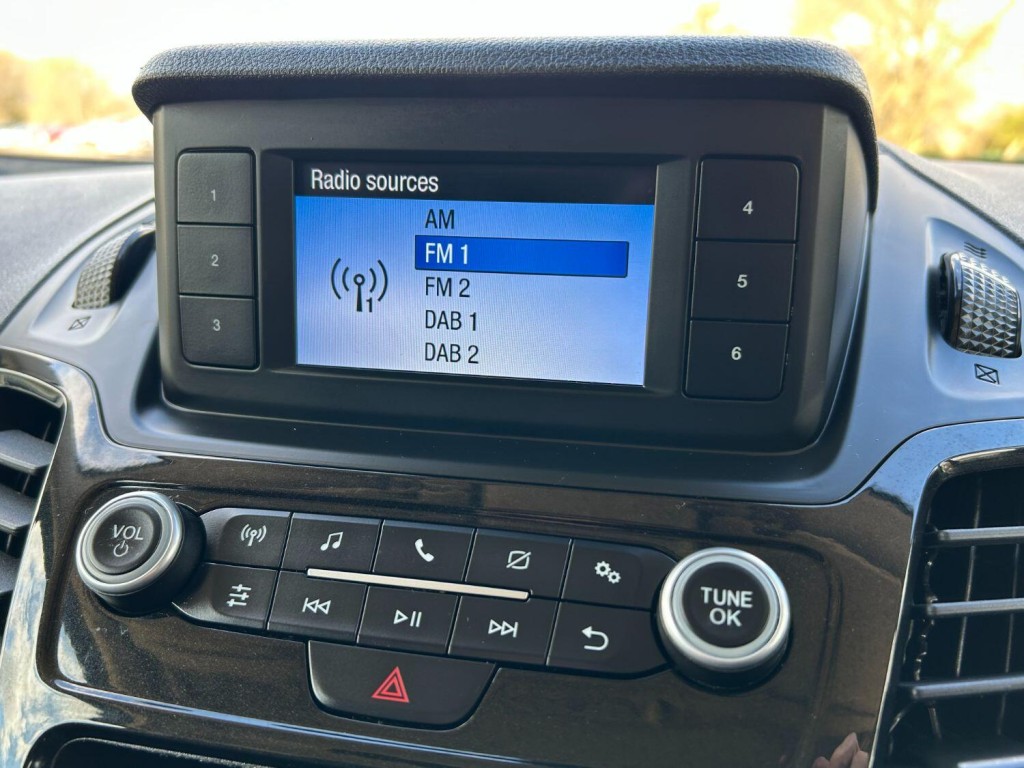 Radio sources
AM
FM 1
FM 2
DAB 1
DAB 2
1
1
2
3
4
5
6
VOL
TUNE
OK